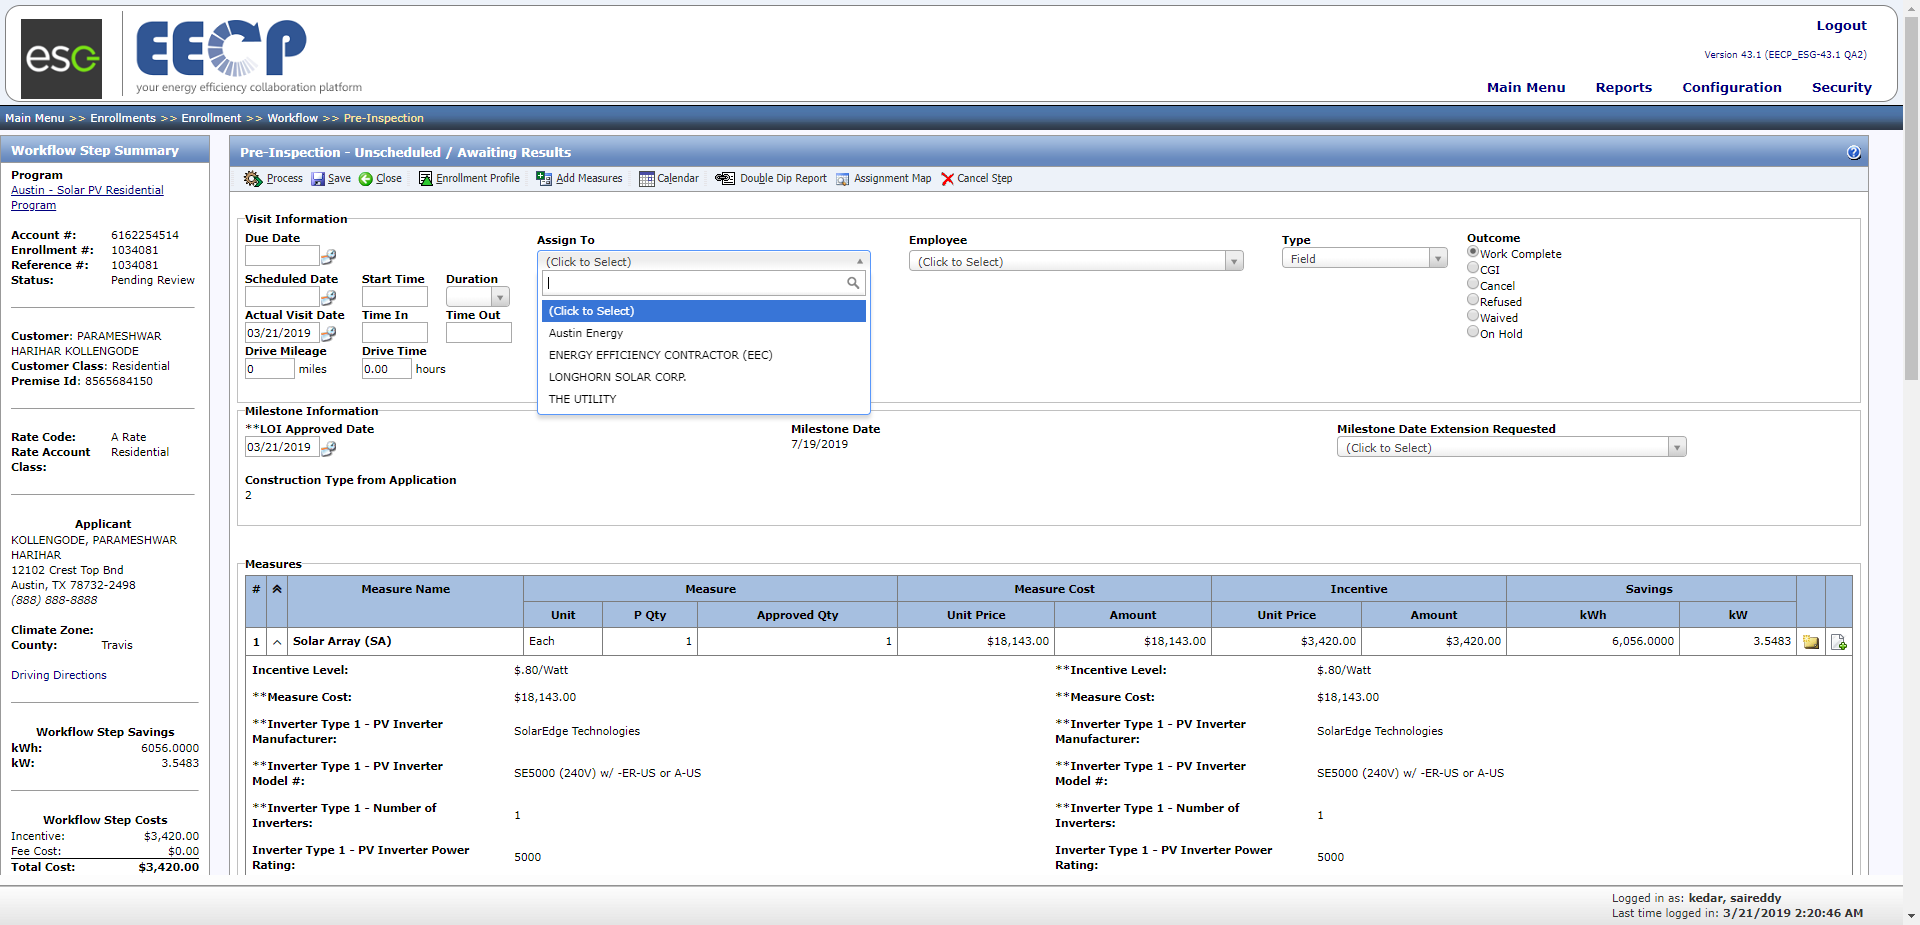 esg
EECP
your energy efficiency collaboration platform
Logout
Version 43.1 (EECP_ESG-43.1 QA2)
Main Menu Reports Configuration Security
Main Menu >> Enrollments >> Enrollment >> Workflow >> Pre-Inspection
Workflow Step Summary
Program
Austin - Solar PV Residential
Program
Account #: 6162254514
Enrollment #: 1034081
Reference #: 1034081
Status: Pending Review
Customer: PARAMESHWAR
HARIHAR KOLLENGODE
Customer Class: Residential
Premise Id: 8565684150
Rate Code: A Rate
Rate Account Residential
Class:
Applicant
KOLLENGODE, PARAMESHWAR
HARIHAR
12102 Crest Top Bnd
Austin, TX 78732-2498
(888) 888-8888
Climate Zone:
County: Travis
Driving Directions
Workflow Step Savings
kWh: 6056.0000
kW: 3.5483
Workflow Step Costs
Incentive: $3,420.00
Fee Cost: $0.00
Total Cost: $3,420.00
Pre-Inspection - Unscheduled / Awaiting Results
Process Save Close Enrollment Profile Add Measures Calendar Double Dip Report Assignment Map Cancel Step
Visit Information
Due Date
Scheduled Date Start Time Duration
Actual Visit Date Time In Time Out
03/21/2019
Drive Mileage Drive Time
0 miles 0.00 hours
Assign To
(Click to Select)
(Click to Select)
Austin Energy
ENERGY EFFICIENCY CONTRACTOR (EEC)
LONGHORN SOLAR CORP.
THE UTILITY
Employee
(Click to Select)
Type
Field
Outcome
Work Complete
CGI
Cancel
Refused
Waived
On Hold
Milestone Information
**LOI Approved Date Milestone Date Milestone Date Extension Requested
03/21/2019 7/19/2019 (Click to Select)
Construction Type from Application
2
Measures
# Measure Name Measure Measure Cost Incentive Savings
Unit P Qty Approved Qty Unit Price Amount Unit Price Amount kWh kW
1 Solar Array (SA) Each 1 1 $18,143.00 $18,143.00 $3,420.00 $3,420.00 6,056.0000 3.5483
Incentive Level: $.80/Watt **Incentive Level: $.80/Watt
**Measure Cost: $18,143.00 **Measure Cost: $18,143.00
**Inverter Type 1 - PV Inverter **Inverter Type 1 - PV Inverter
Manufacturer: SolarEdge Technologies Manufacturer: SolarEdge Technologies
**Inverter Type 1 - PV Inverter **Inverter Type 1 - PV Inverter
Model #: SE5000 (240V) w/ -ER-US or A-US Model #: SE5000 (240V) w/ -ER-US or A-US
**Inverter Type 1 - Number of **Inverter Type 1 - Number of
Inverters: 1 Inverters: 1
Inverter Type 1 - PV Inverter Power Inverter Type 1 - PV Inverter Power
Rating: 5000 Rating: 5000
Logged in as: kedar, saireddy
Last time logged in: 3/21/2019 2:20:46 AM